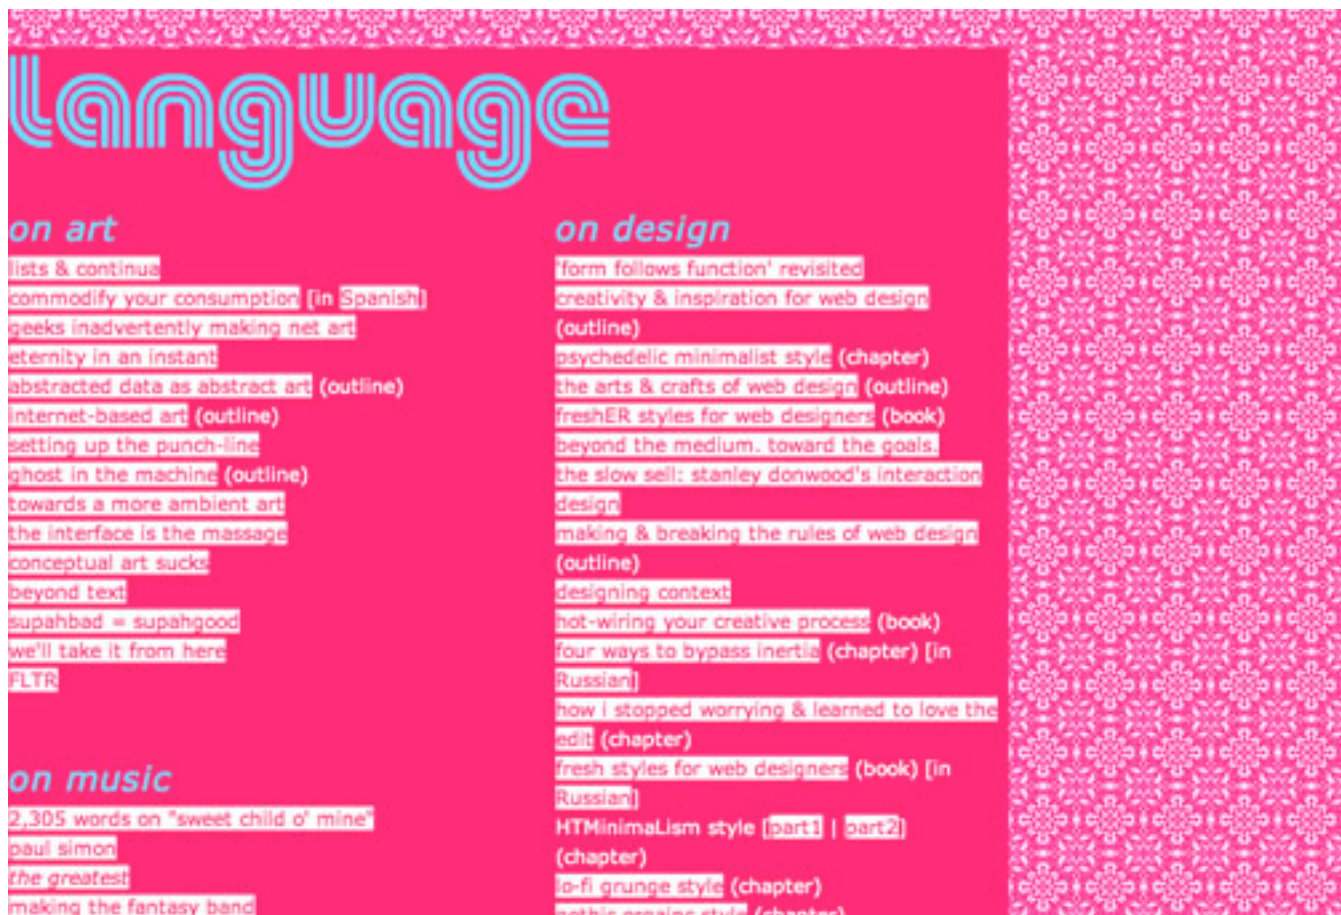 language
on art
lists & continua
commodify your consumption [in Spanish]
geeks inadvertently making net art
eternity in an instant
abstracted data as abstract art (outline)
internet-based art (outline)
setting up the punch-line
ghost in the machine (outline)
towards a more ambient art
the interface is the massage
conceptual art sucks
beyond text
supahbad = supahgood
we'll take it from here
FLTR
on music
2,305 words on "sweet child o' mine"
paul simon
the greatest
making the fantasy band
on design
'form follows function' revisited
creativity & inspiration for web design
(outline)
psychedelic minimalist style (chapter)
the arts & crafts of web design (outline)
freshER styles for web designers (book)
beyond the medium. toward the goals.
the slow sell: stanley donwood's interaction
design
making & breaking the rules of web design
(outline)
designing context
hot-wiring your creative process (book)
four ways to bypass inertia (chapter) [in
Russian]
how i stopped worrying & learned to love the
edit (chapter)
fresh styles for web designers (book) [in
Russian]
HTMinimaLism style [part1 | part2]
(chapter)
lo-fi grunge style (chapter)
gothic organic style (chapter)